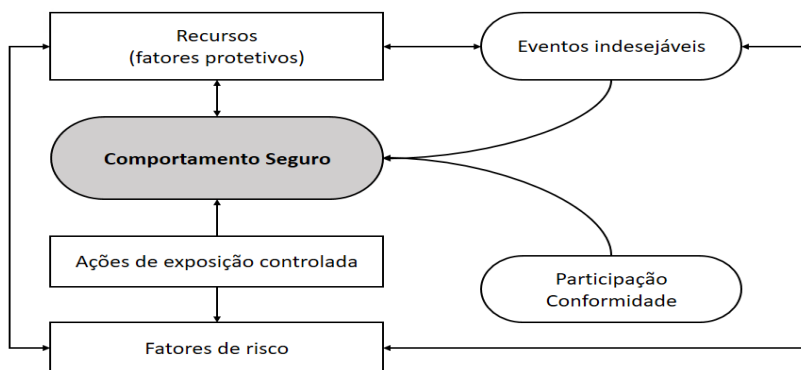 Recursos
(fatores protetivos)
Eventos indesejáveis
Comportamento Seguro
Ações de exposição controlada
Participação
Conformidade
Fatores de risco